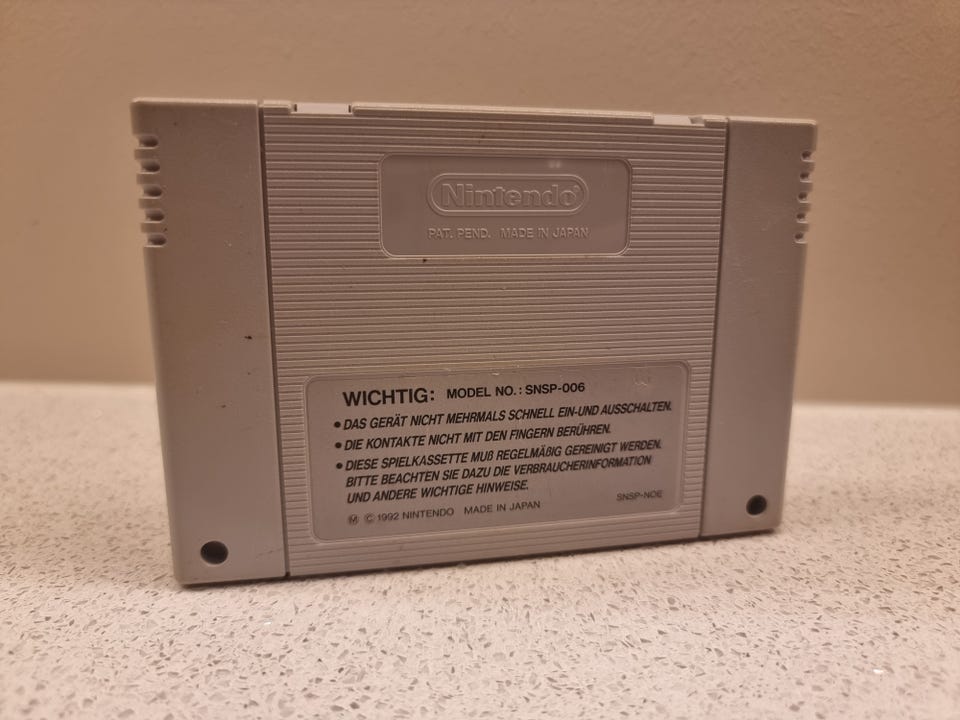 Nintendo®
PAT. PEND. MADE IN JAPAN
WICHTIG: MODEL NO.: SNSP-006
• DAS GERÄT NICHT MEHRMALS SCHNELL EIN-UND AUSSCHALTEN.
• DIE KONTAKTE NICHT MIT DEN FINGERN BERÜHREN.
• DIESE SPIELKASSETTE MUß REGELMÄßIG GEREINIGT WERDEN.
BITTE BEACHTEN SIE DAZU DIE VERBRAUCHERINFORMATION
UND ANDERE WICHTIGE HINWEISE.
SNSP-NOE
Ⓜ © 1992 NINTENDO MADE IN JAPAN